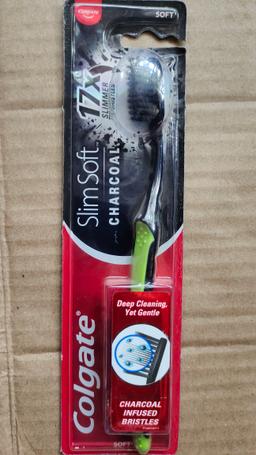 Colgate
SOFT
17X
SLIMMER
Slim Soft
CHARCOAL
Colgate
Deep Cleaning,
Yet Gentle
CHARCOAL
INFUSED
BRISTLES
SOFT